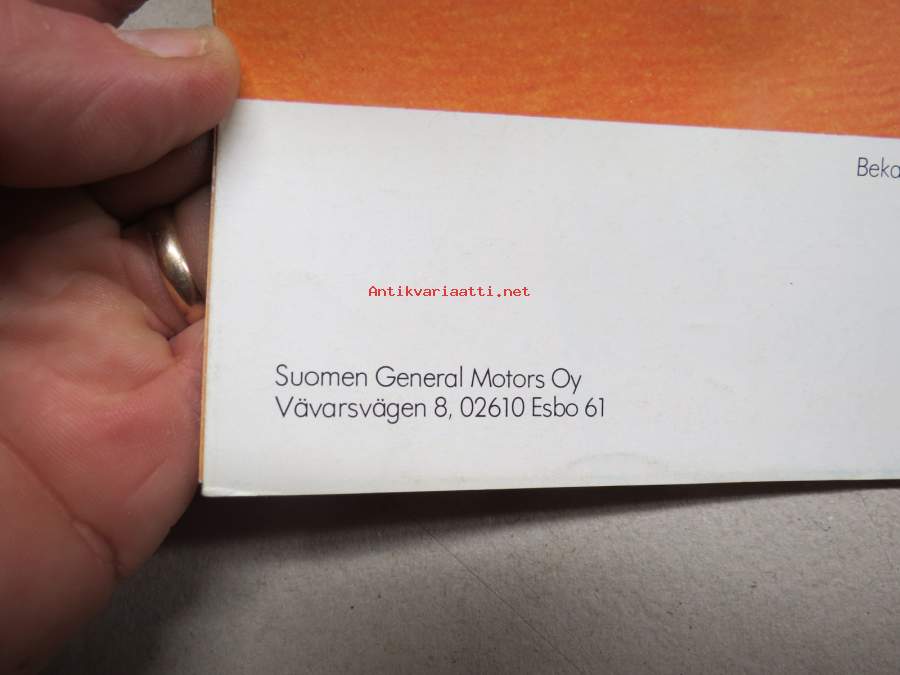 Beka
Antikvariaatti.net
Suomen General Motors Oy
Vävarsvägen 8, 02610 Esbo 61